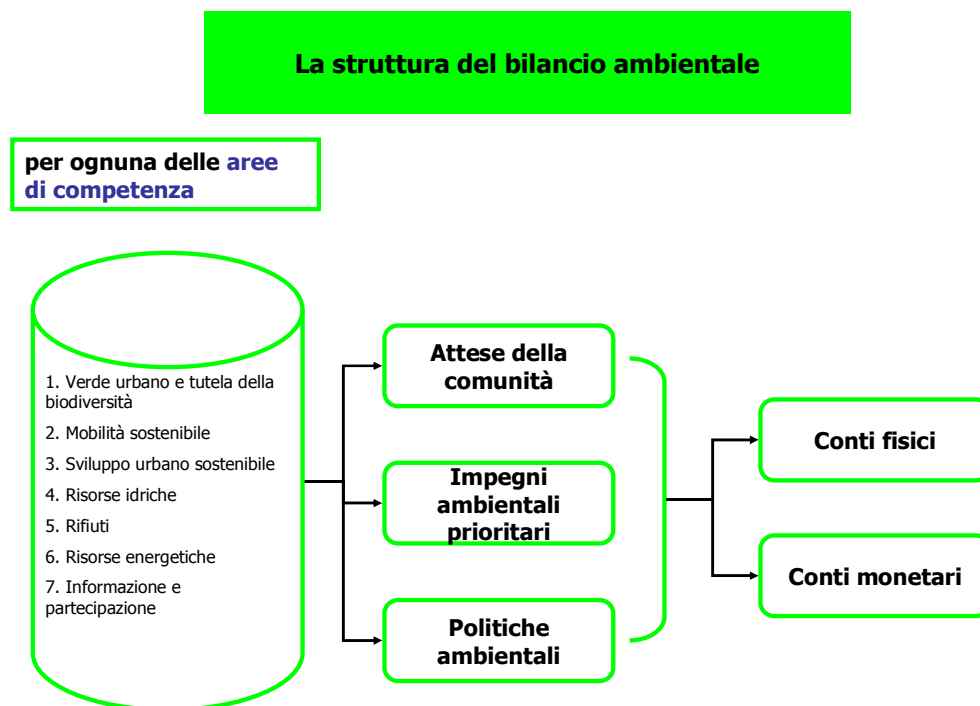 La struttura del bilancio ambientale
per ognuna delle aree
di competenza
1. Verde urbano e tutela della
biodiversità
2. Mobilità sostenibile
3. Sviluppo urbano sostenibile
4. Risorse idriche
5. Rifiuti
6. Risorse energetiche
7. Informazione e
partecipazione
Attese della
comunità
Impegni
ambientali
prioritari
Politiche
ambientali
Conti fisici
Conti monetari